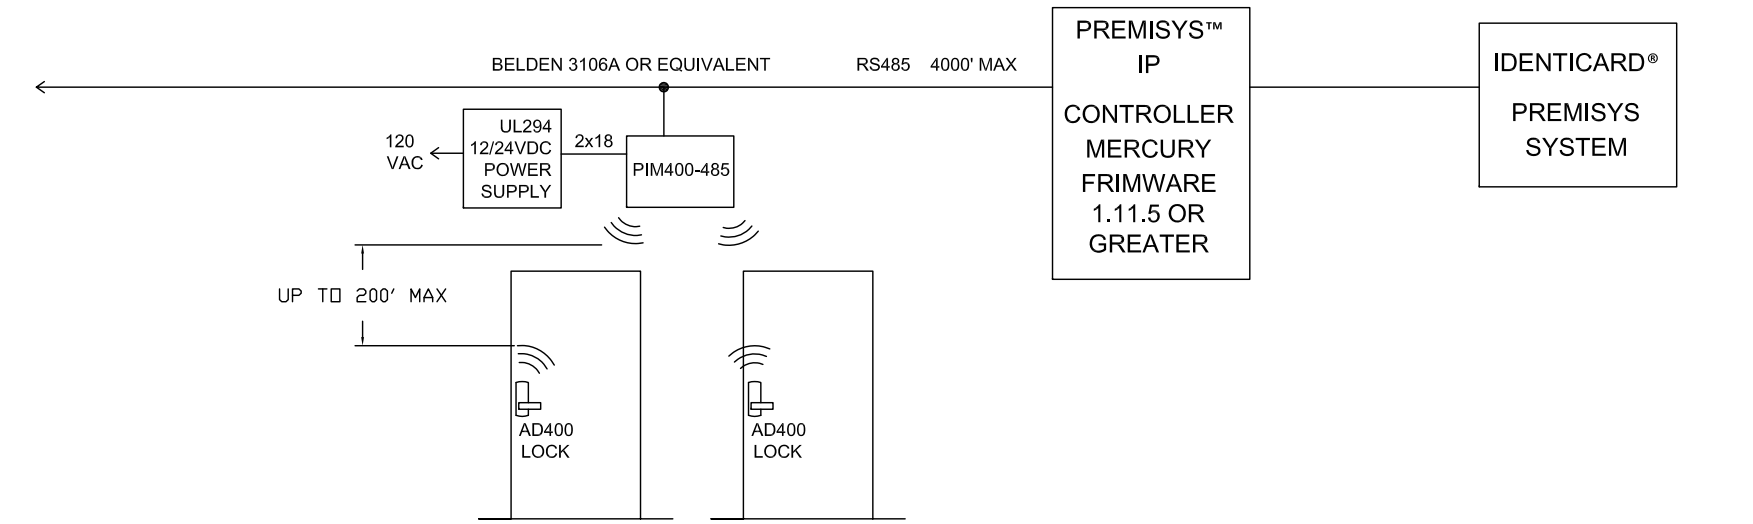 BELDEN 3106A OR EQUIVALENT
RS485 4000' MAX
PREMISYS™
IP
CONTROLLER
MERCURY
FRIMWARE
1.11.5 OR
GREATER
IDENTICARD®
PREMISYS
SYSTEM
120
VAC
UL294
12/24VDC
POWER
SUPPLY
2x18
PIM400-485
UP TO 200' MAX
AD400
LOCK
AD400
LOCK